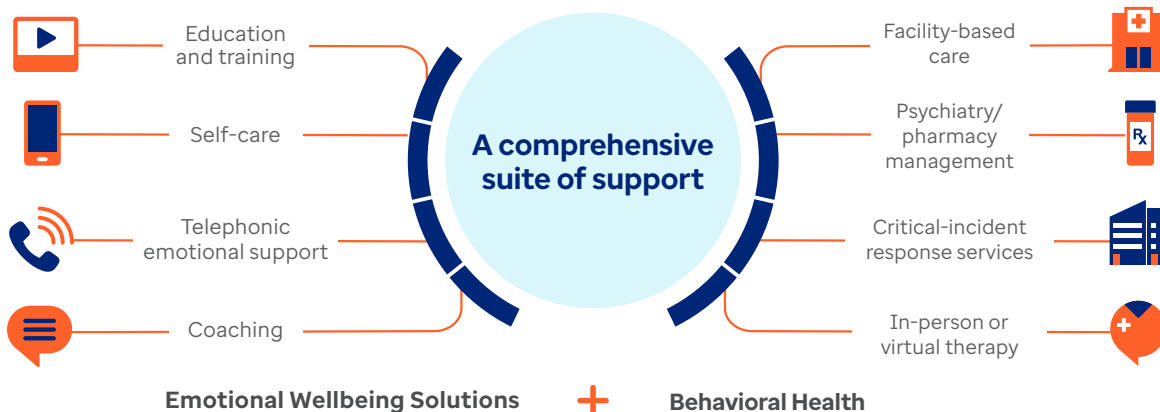 Education
and training
Self-care
Telephonic
emotional support
Coaching
A comprehensive
suite of support
Facility-based
care
Psychiatry/
pharmacy
management
Rx
Critical-incident
response services
In-person or
virtual therapy
Emotional Wellbeing Solutions + Behavioral Health